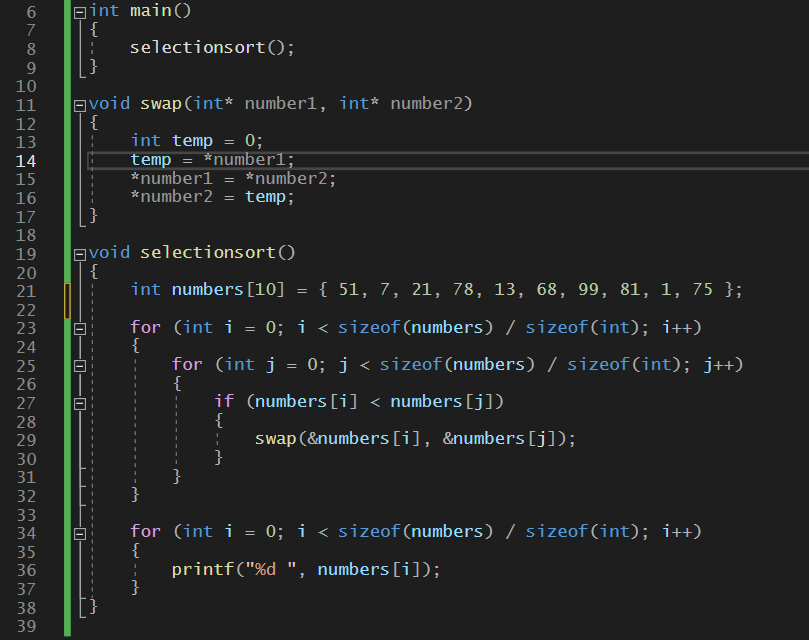 6 int main()
7 {
8 selectionsort();
9 }
10
11 void swap(int* number1, int* number2)
12 {
13 int temp = 0;
14 temp = *number1;
15 *number1 = *number2;
16 *number2 = temp;
17 }
18
19 void selectionsort()
20 {
21 int numbers[10] = { 51, 7, 21, 78, 13, 68, 99, 81, 1, 75 };
22
23 for (int i = 0; i < sizeof(numbers) / sizeof(int); i++)
24 {
25 for (int j = 0; j < sizeof(numbers) / sizeof(int); j++)
26 {
27 if (numbers[i] < numbers[j])
28 {
29 swap(&numbers[i], &numbers[j]);
30 }
31 }
32 }
33
34 for (int i = 0; i < sizeof(numbers) / sizeof(int); i++)
35 {
36 printf("%d ", numbers[i]);
37 }
38 }
39